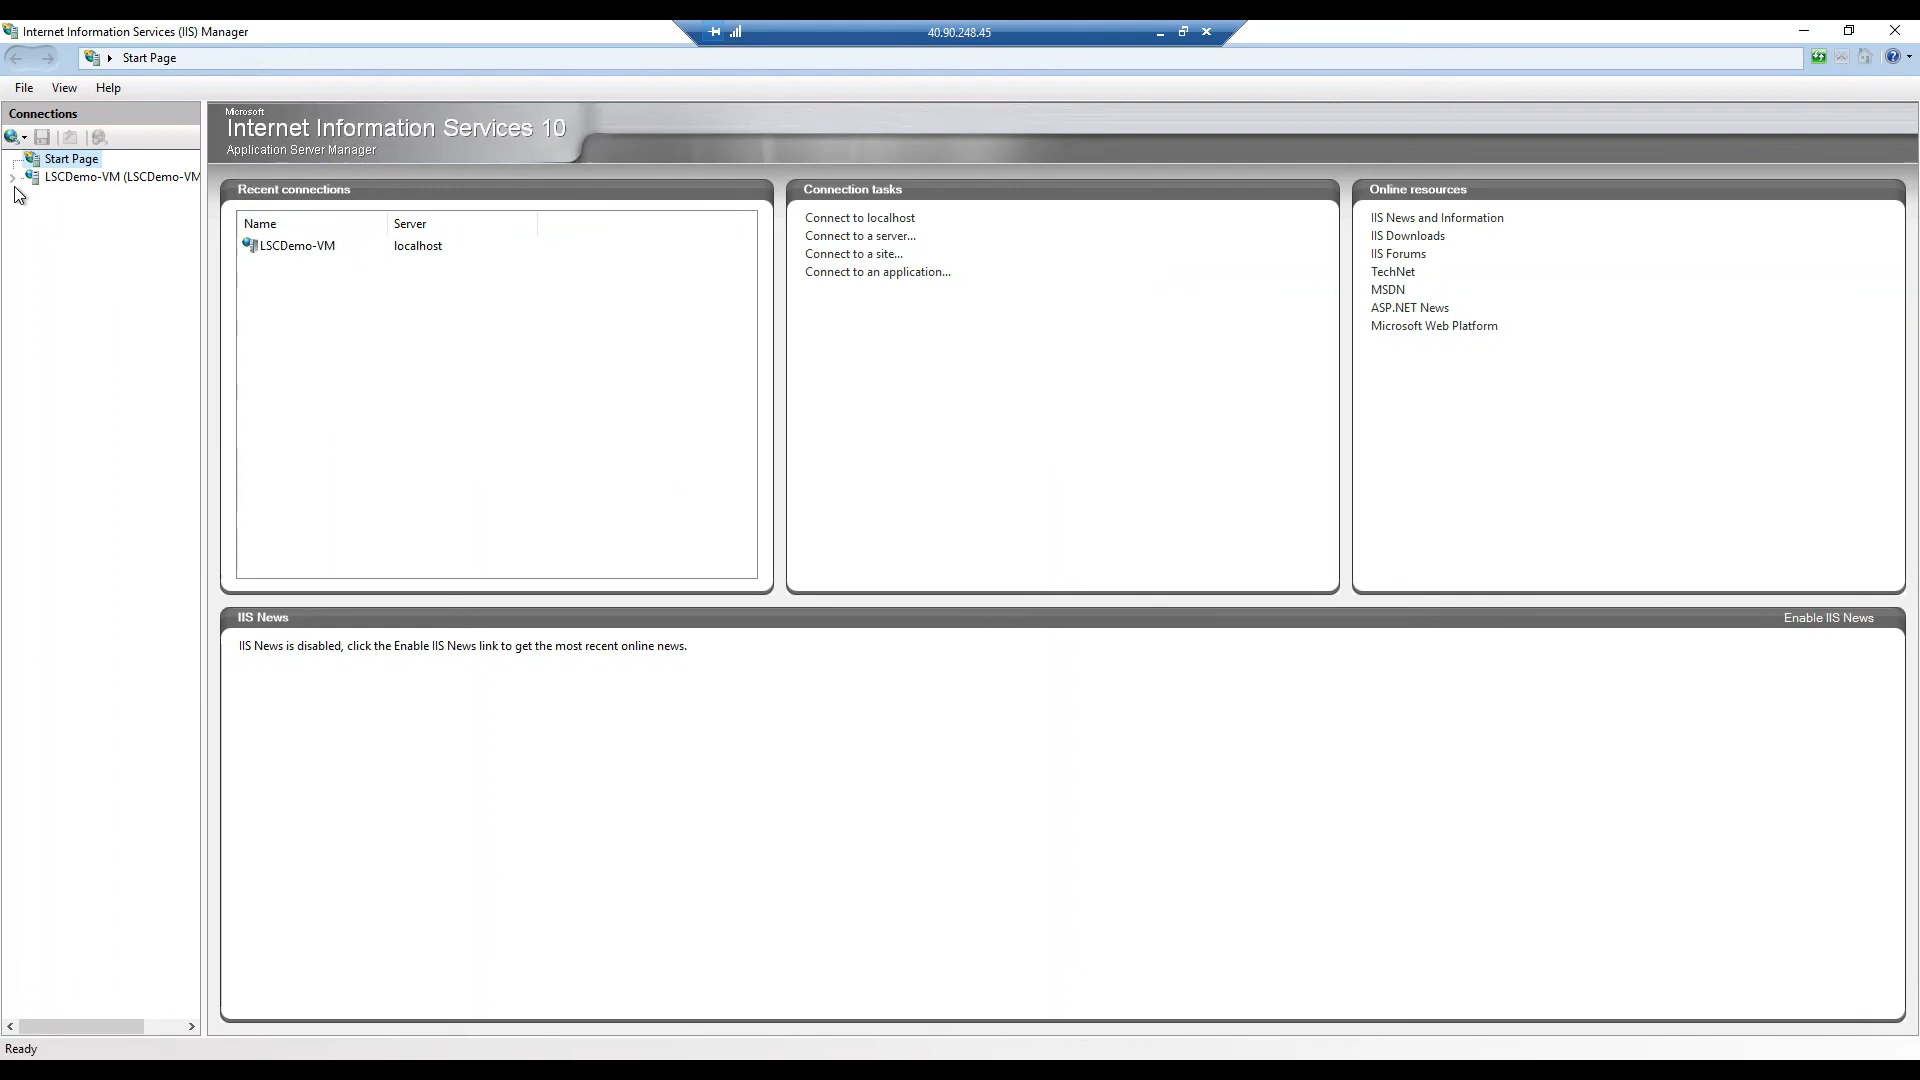 Internet Information Services (IIS) Manager
40.90.248.45
Start Page
File View Help
Connections
Start Page
LSCDemo-VM (LSCDemo-VM
Microsoft
Internet Information Services 10
Application Server Manager
Recent connections
Name Server
LSCDemo-VM localhost
Connection tasks
Connect to localhost
Connect to a server...
Connect to a site...
Connect to an application...
Online resources
IIS News and Information
IIS Downloads
IIS Forums
TechNet
MSDN
ASP.NET News
Microsoft Web Platform
IIS News
Enable IIS News
IIS News is disabled, click the Enable IIS News link to get the most recent online news.
Ready